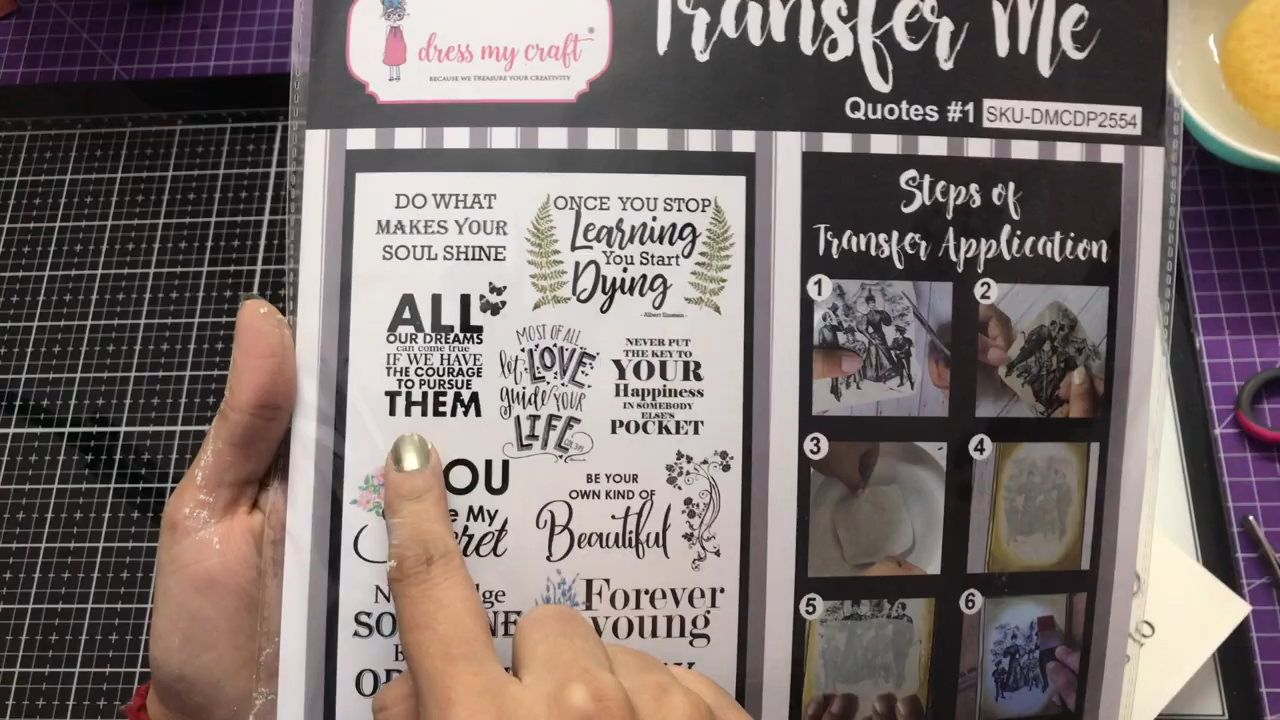 dress my craft®
BECAUSE WE TREASURE YOUR CREATIVITY
Transfer Me
Quotes #1 SKU-DMCDP2554
DO WHAT
MAKES YOUR
SOUL SHINE
ONCE YOU STOP
Learning
You Start
Dying
- Albert Einstein -
ALL
OUR DREAMS
can come true
IF WE HAVE
THE COURAGE
TO PURSUE
THEM
MOST OF ALL
let LOVE
guide YOUR
LIFE
NEVER PUT
THE KEY TO
YOUR
Happiness
IN SOMEBODY
ELSE'S
POCKET
OU
My
BE YOUR
OWN KIND OF
Beautiful
Forever
young
Steps of
Transfer Application
1
2
3
4
5
6